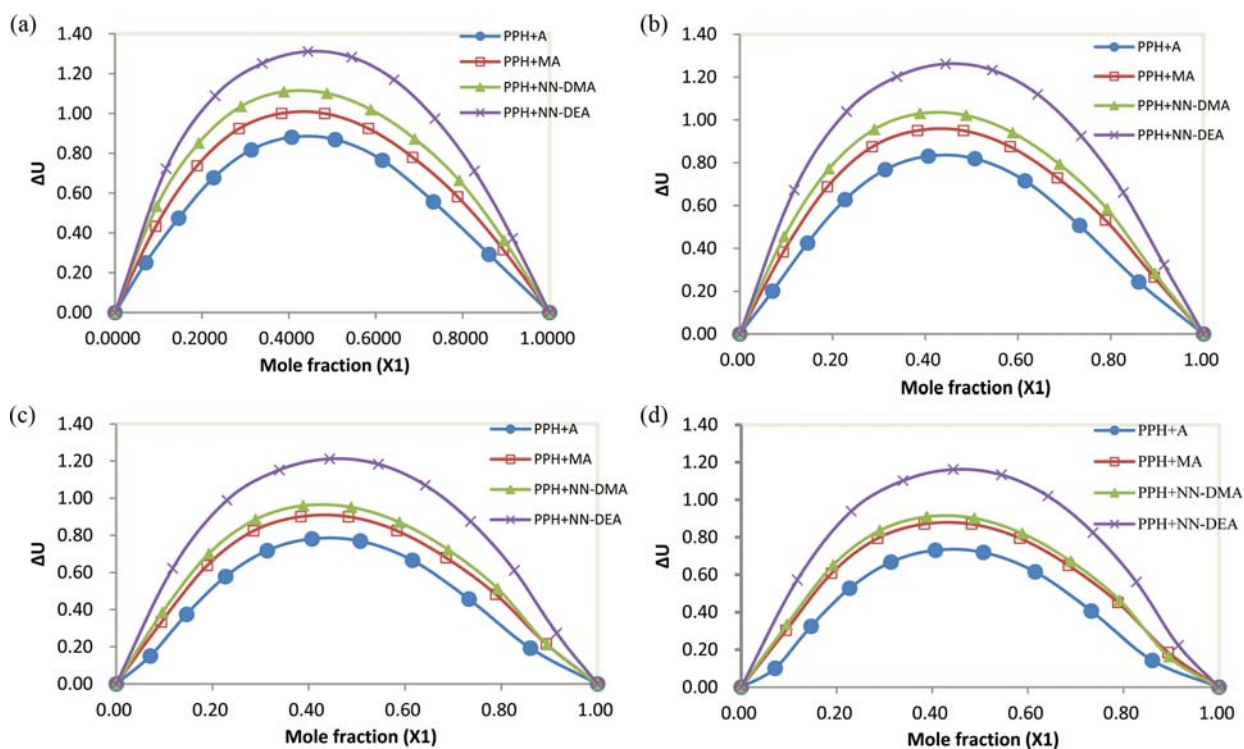 (a)
1.40
1.20
1.00
0.80
0.60
0.40
0.20
0.00
ΔU
0.0000
0.2000
0.4000
0.6000
0.8000
1.0000
Mole fraction (X1)
PPH+A
PPH+MA
PPH+NN-DMA
PPH+NN-DEA
(b)
1.40
1.20
1.00
0.80
0.60
0.40
0.20
0.00
ΔU
0.00
0.20
0.40
0.60
0.80
1.00
Mole fraction (X1)
PPH+A
PPH+MA
PPH+NN-DMA
PPH+NN-DEA
(c)
1.40
1.20
1.00
0.80
0.60
0.40
0.20
0.00
ΔU
0.00
0.20
0.40
0.60
0.80
1.00
Mole fraction (X1)
PPH+A
PPH+MA
PPH+NN-DMA
PPH+NN-DEA
(d)
1.40
1.20
1.00
0.80
0.60
0.40
0.20
0.00
ΔU
0.00
0.20
0.40
0.60
0.80
1.00
Mole fraction (X1)
PPH+A
PPH+MA
PPH+NN-DMA
PPH+NN-DEA